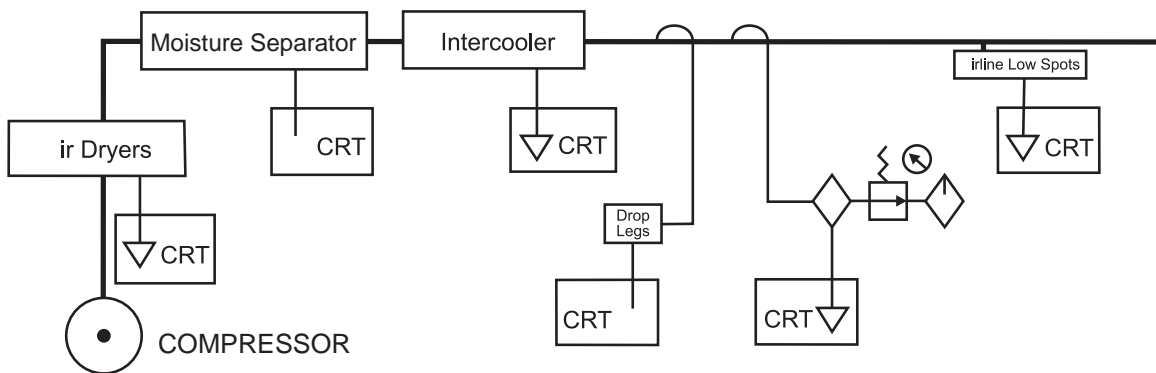 Moisture Separator
Intercooler
irline Low Spots
CRT
CRT
CRT
ir Dryers
CRT
Drop
Legs
CRT
CRT
COMPRESSOR